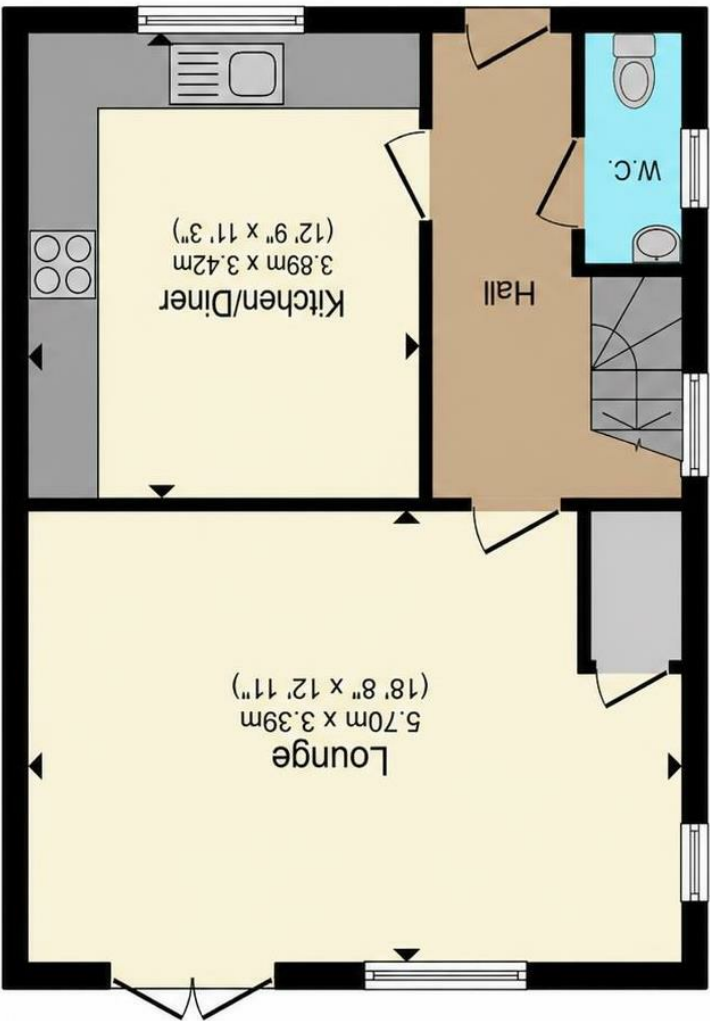 Lounge
5.70m x 3.39m
(18' 8" x 12' 11")
Hall
Kitchen/Diner
3.89m x 3.42m
(12' 9" x 11' 3")
W.C.